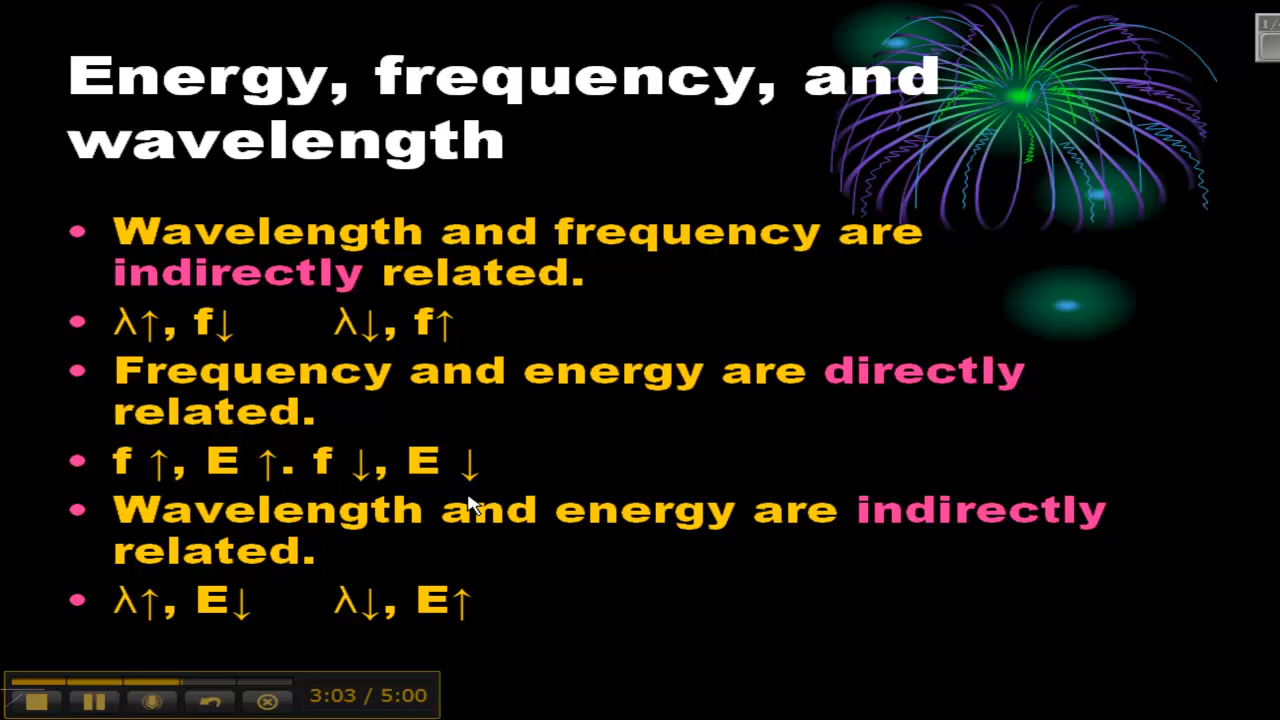 Energy, frequency, and
wavelength
• Wavelength and frequency are
indirectly related.
• λ↑, f↓ λ↓, f↑
• Frequency and energy are directly
related.
• f ↑, E ↑. f ↓, E ↓
• Wavelength and energy are indirectly
related.
• λ↑, E↓ λ↓, E↑
3:03 / 5:00